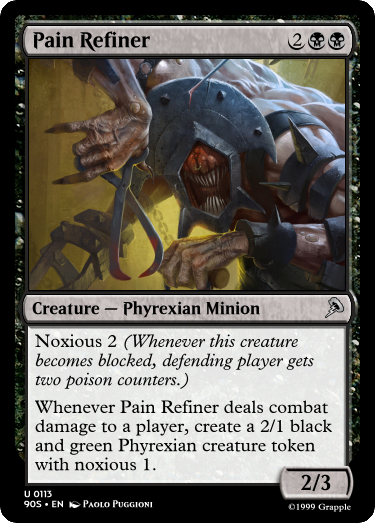 Pain Refiner 2
Creature — Phyrexian Minion
Noxious 2 (Whenever this creature
becomes blocked, defending player gets
two poison counters.)
Whenever Pain Refiner deals combat
damage to a player, create a 2/1 black
and green Phyrexian creature token
with noxious 1.
2/3
U 0113
90S • EN Paolo Puggioni
©1999 Grapple